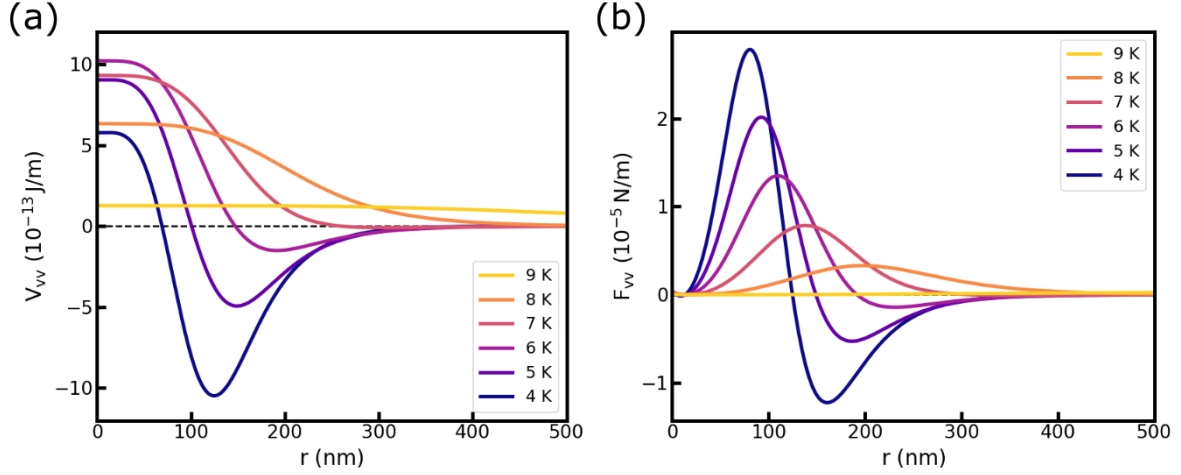 (a)
V_vv (10^−13 J/m)
10
5
0
−5
−10
9 K
8 K
7 K
6 K
5 K
4 K
0 100 200 300 400 500
r (nm)
(b)
F_vv (10^−5 N/m)
2
1
0
−1
9 K
8 K
7 K
6 K
5 K
4 K
0 100 200 300 400 500
r (nm)